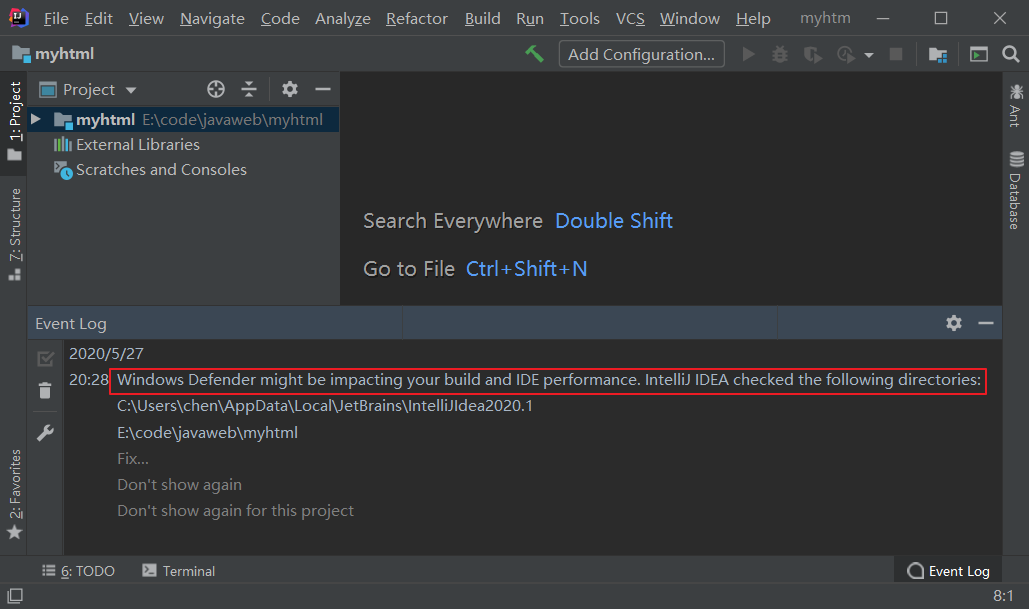 File Edit View Navigate Code Analyze Refactor Build Run Tools VCS Window Help myhtm
myhtml Add Configuration...
1: Project
Project
myhtml E:\code\javaweb\myhtml
External Libraries
Scratches and Consoles
7: Structure
2: Favorites
Search Everywhere Double Shift
Go to File Ctrl+Shift+N
Ant
Database
Event Log
2020/5/27
20:28 Windows Defender might be impacting your build and IDE performance. IntelliJ IDEA checked the following directories:
C:\Users\chen\AppData\Local\JetBrains\IntelliJIdea2020.1
E:\code\javaweb\myhtml
Fix...
Don't show again
Don't show again for this project
6: TODO Terminal Event Log
8:1